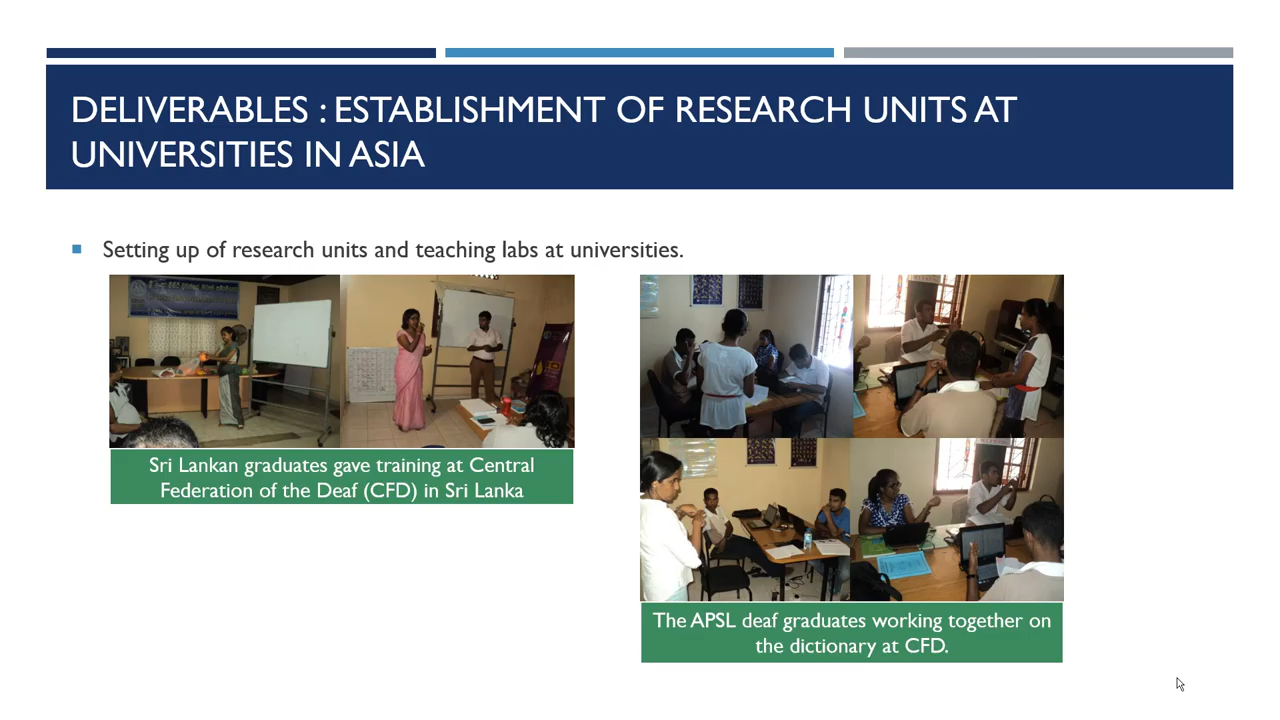 DELIVERABLES : ESTABLISHMENT OF RESEARCH UNITS AT
UNIVERSITIES IN ASIA
Setting up of research units and teaching labs at universities.
Sri Lankan graduates gave training at Central
Federation of the Deaf (CFD) in Sri Lanka
The APSL deaf graduates working together on
the dictionary at CFD.